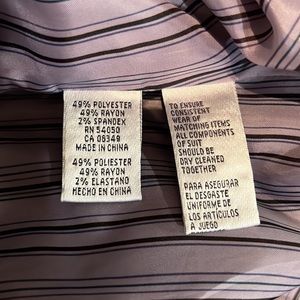 49% POLYESTER
49% RAYON
2% SPANDEX
RN 54050
CA 08349
MADE IN CHINA
49% POLIESTER
49% RAYON
2% ELASTANO
HECHO EN CHINA
TO ENSURE
CONSISTENT
WEAR OF
MATCHING ITEMS
ALL COMPONENTS
OF SUIT
SHOULD BE
DRY CLEANED
TOGETHER
PARA ASEGURAR
EL DESGASTE
UNIFORME DE
LOS ARTICULOS
A JUEGO